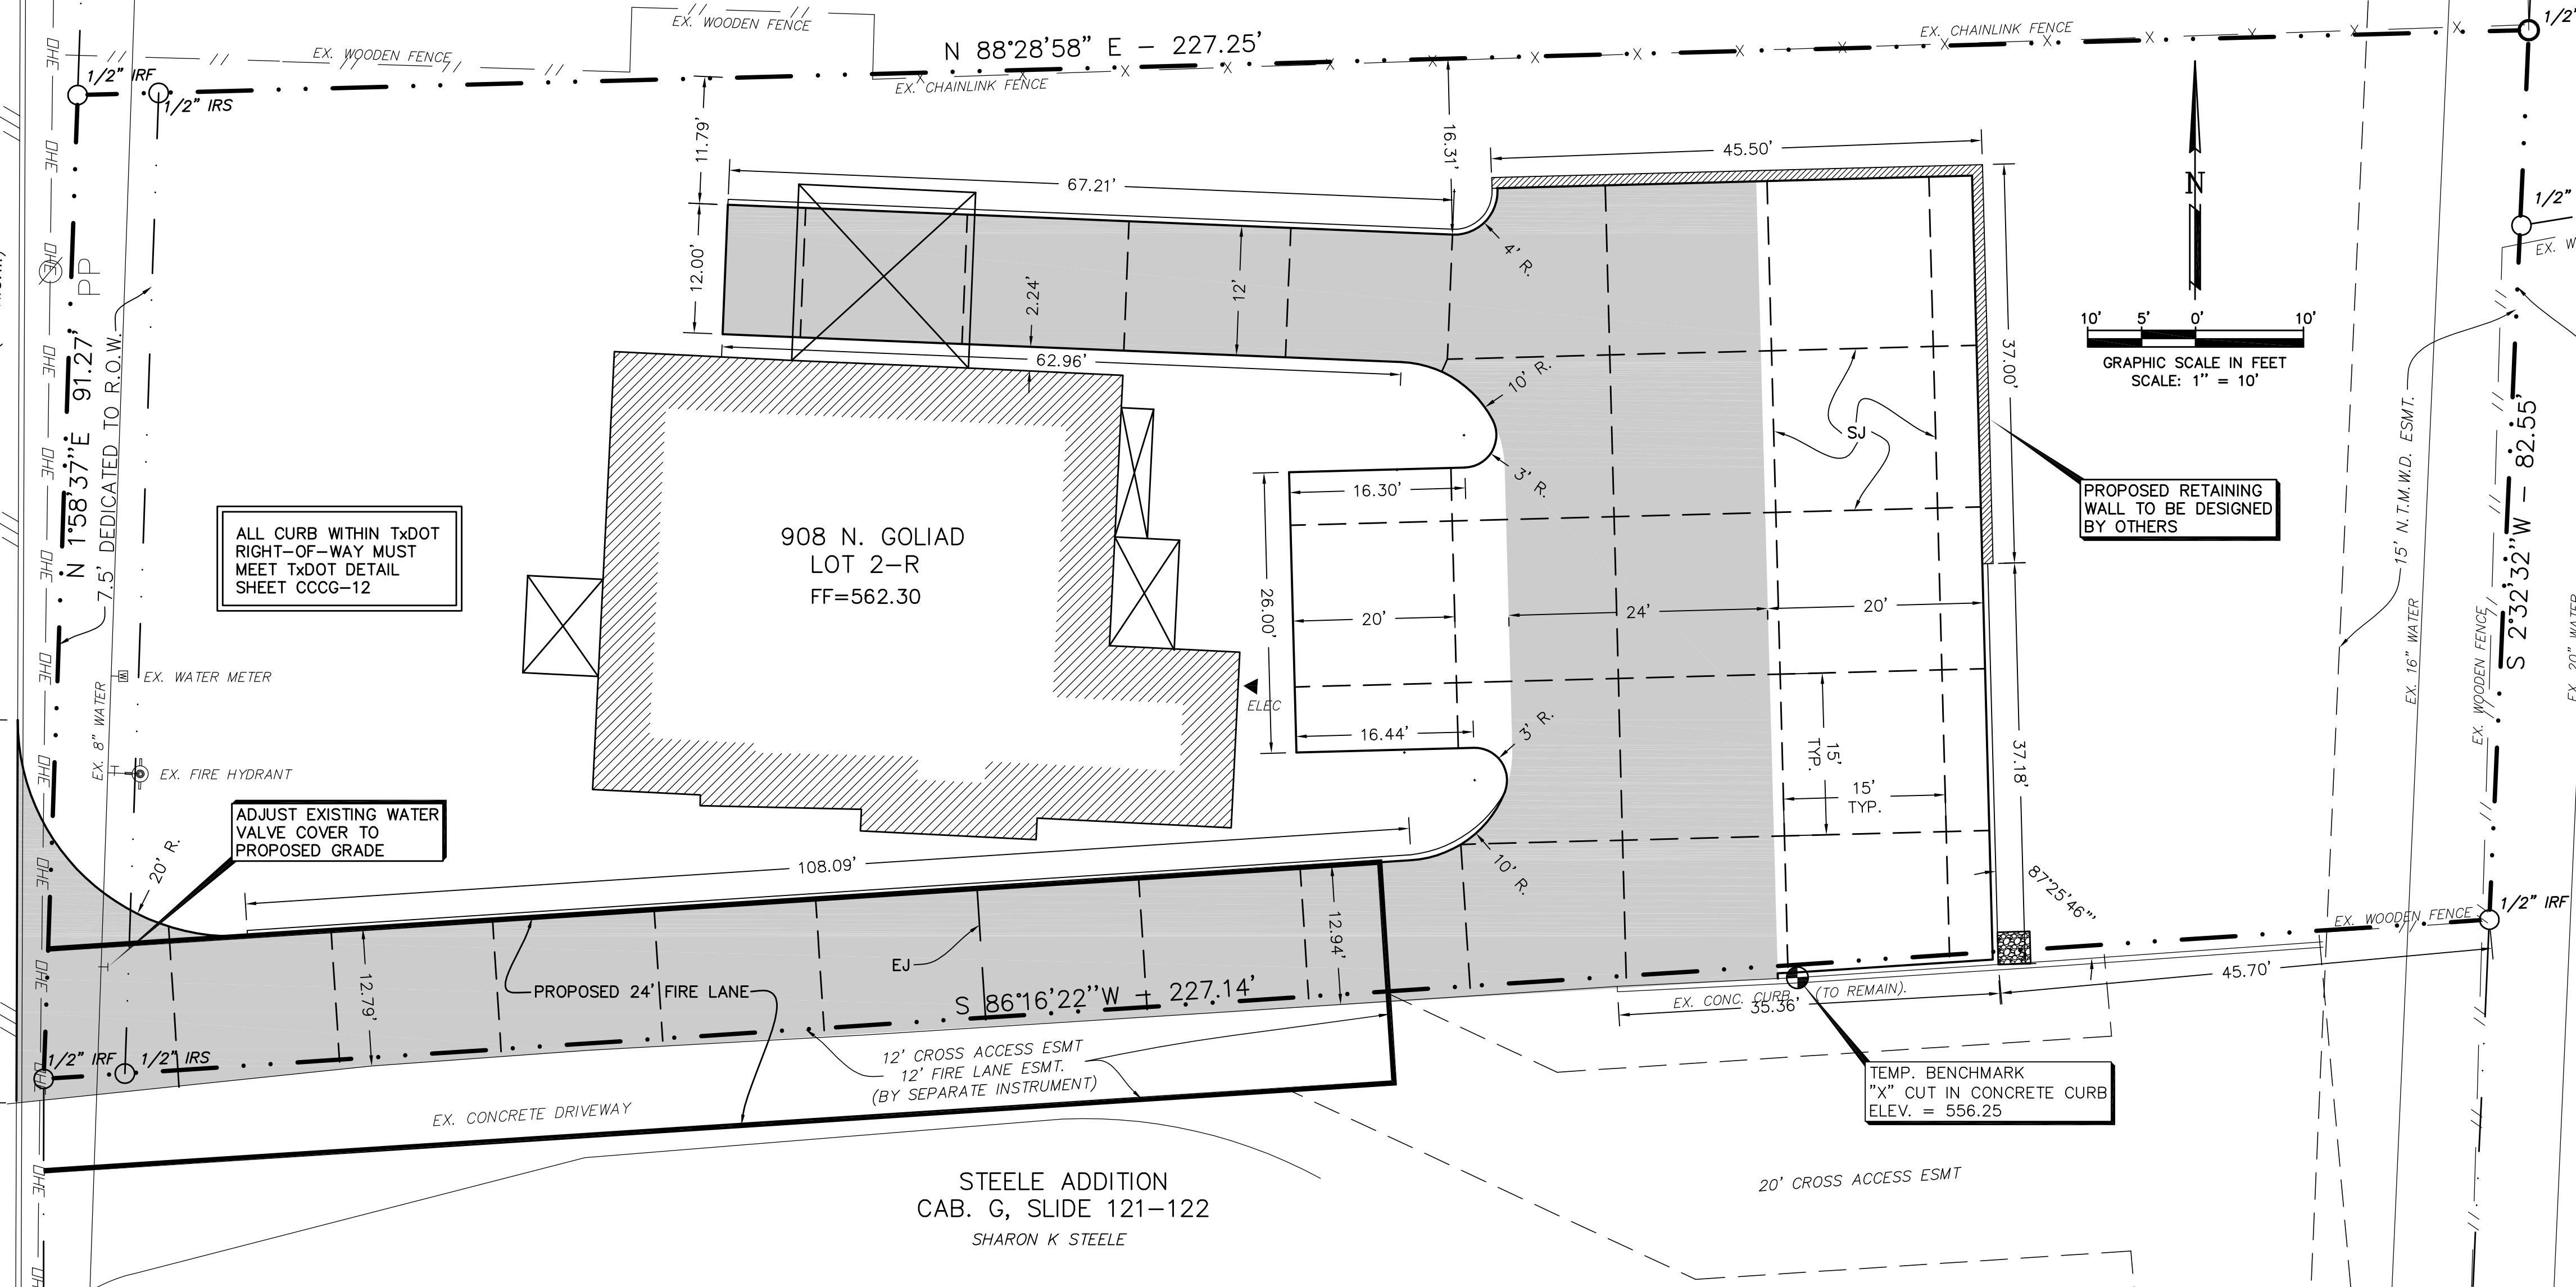 EX. WOODEN FENCE
N 88°28'58" E - 227.25'
EX. CHAINLINK FENCE
EX. WOODEN FENCE
EX. CHAINLINK FENCE
1/2" IRF
1/2" IRS
1/2"
OHE
PP
11.79'
16.31'
45.50'
67.21'
12.00'
2.24'
12'
4' R.
62.96'
10' R.
3' R.
N
10' 5' 0' 10'
GRAPHIC SCALE IN FEET
SCALE: 1" = 10'
37.00'
SJ
N 1°58'37"E 91.27'
7.5' DEDICATED TO R.O.W.
ALL CURB WITHIN TxDOT
RIGHT-OF-WAY MUST
MEET TxDOT DETAIL
SHEET CCCG-12
908 N. GOLIAD
LOT 2-R
FF=562.30
16.30'
26.00'
20'
24'
20'
PROPOSED RETAINING
WALL TO BE DESIGNED
BY OTHERS
15' N.T.M.W.D. ESMT.
1/2"
EX. W
S 2°32'32"W - 82.55'
EX. 16" WATER
EX. WOODEN FENCE
EX. 20" WATER
EX. WATER METER
EX. 8" WATER
EX. FIRE HYDRANT
ELEC
16.44'
3' R.
15'
TYP.
15'
TYP.
37.18'
ADJUST EXISTING WATER
VALVE COVER TO
PROPOSED GRADE
20' R.
108.09'
10' R.
87°25'46"
EX. WOODEN FENCE
1/2" IRF
12.79'
EJ
12.94'
PROPOSED 24' FIRE LANE
S 86°16'22"W - 227.14'
EX. CONC. CURB (TO REMAIN).
35.36'
45.70'
1/2" IRF
1/2" IRS
12' CROSS ACCESS ESMT
12' FIRE LANE ESMT.
(BY SEPARATE INSTRUMENT)
EX. CONCRETE DRIVEWAY
TEMP. BENCHMARK
"X" CUT IN CONCRETE CURB
ELEV. = 556.25
STEELE ADDITION
CAB. G, SLIDE 121-122
SHARON K STEELE
20' CROSS ACCESS ESMT